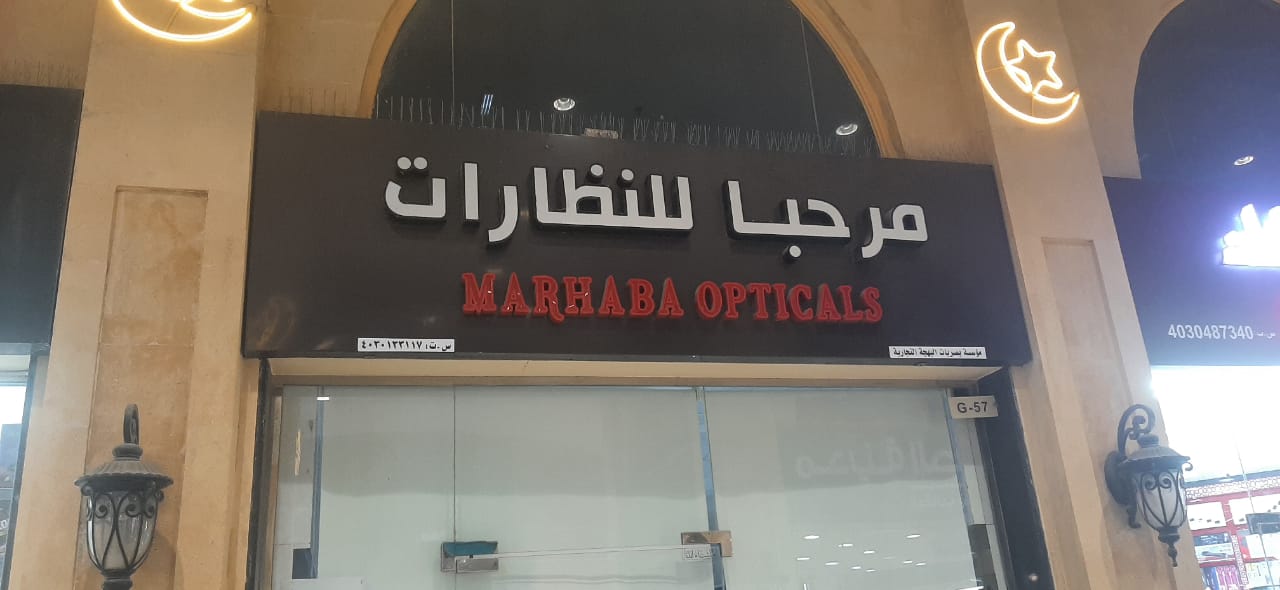 مرحبا للنظارات
MARHABA OPTICALS
س.ت: ٤٠٣٠١٣٣١١٧
مؤسسة بصريات البهجة التجارية
G-57
س.ت 4030487340